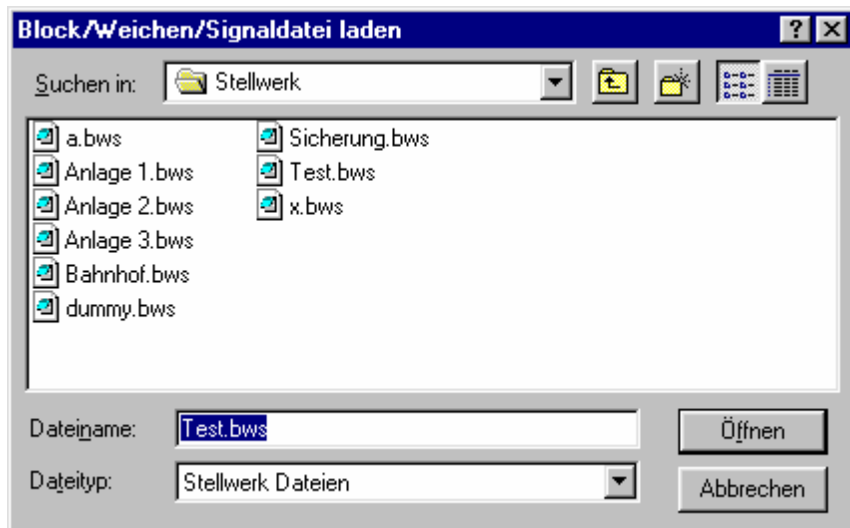 Block/Weichen/Signaldatei laden
Suchen in: Stellwerk
a.bws
Anlage 1.bws
Anlage 2.bws
Anlage 3.bws
Bahnhof.bws
dummy.bws
Sicherung.bws
Test.bws
x.bws
Dateiname: Test.bws Öffnen
Dateityp: Stellwerk Dateien Abbrechen